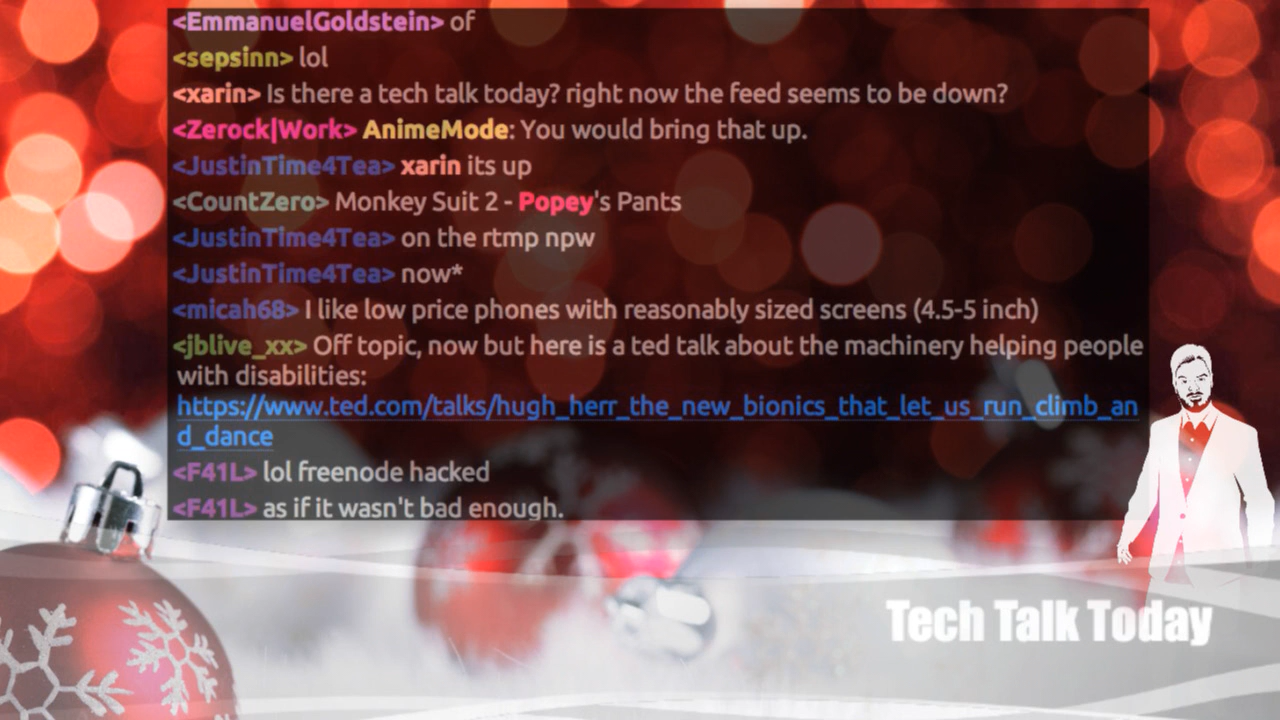 <EmmanuelGoldstein> of
<sepsinn> lol
<xarin> Is there a tech talk today? right now the feed seems to be down?
<Zerock|Work> AnimeMode: You would bring that up.
<JustinTime4Tea> xarin its up
<CountZero> Monkey Suit 2 - Popey's Pants
<JustinTime4Tea> on the rtmp npw
<JustinTime4Tea> now*
<micah68> I like low price phones with reasonably sized screens (4.5-5 inch)
<jblive_xx> Off topic, now but here is a ted talk about the machinery helping people
with disabilities:
https://www.ted.com/talks/hugh_herr_the_new_bionics_that_let_us_run_climb_an
d_dance
<F41L> lol freenode hacked
<F41L> as if it wasn't bad enough.
Tech Talk Today